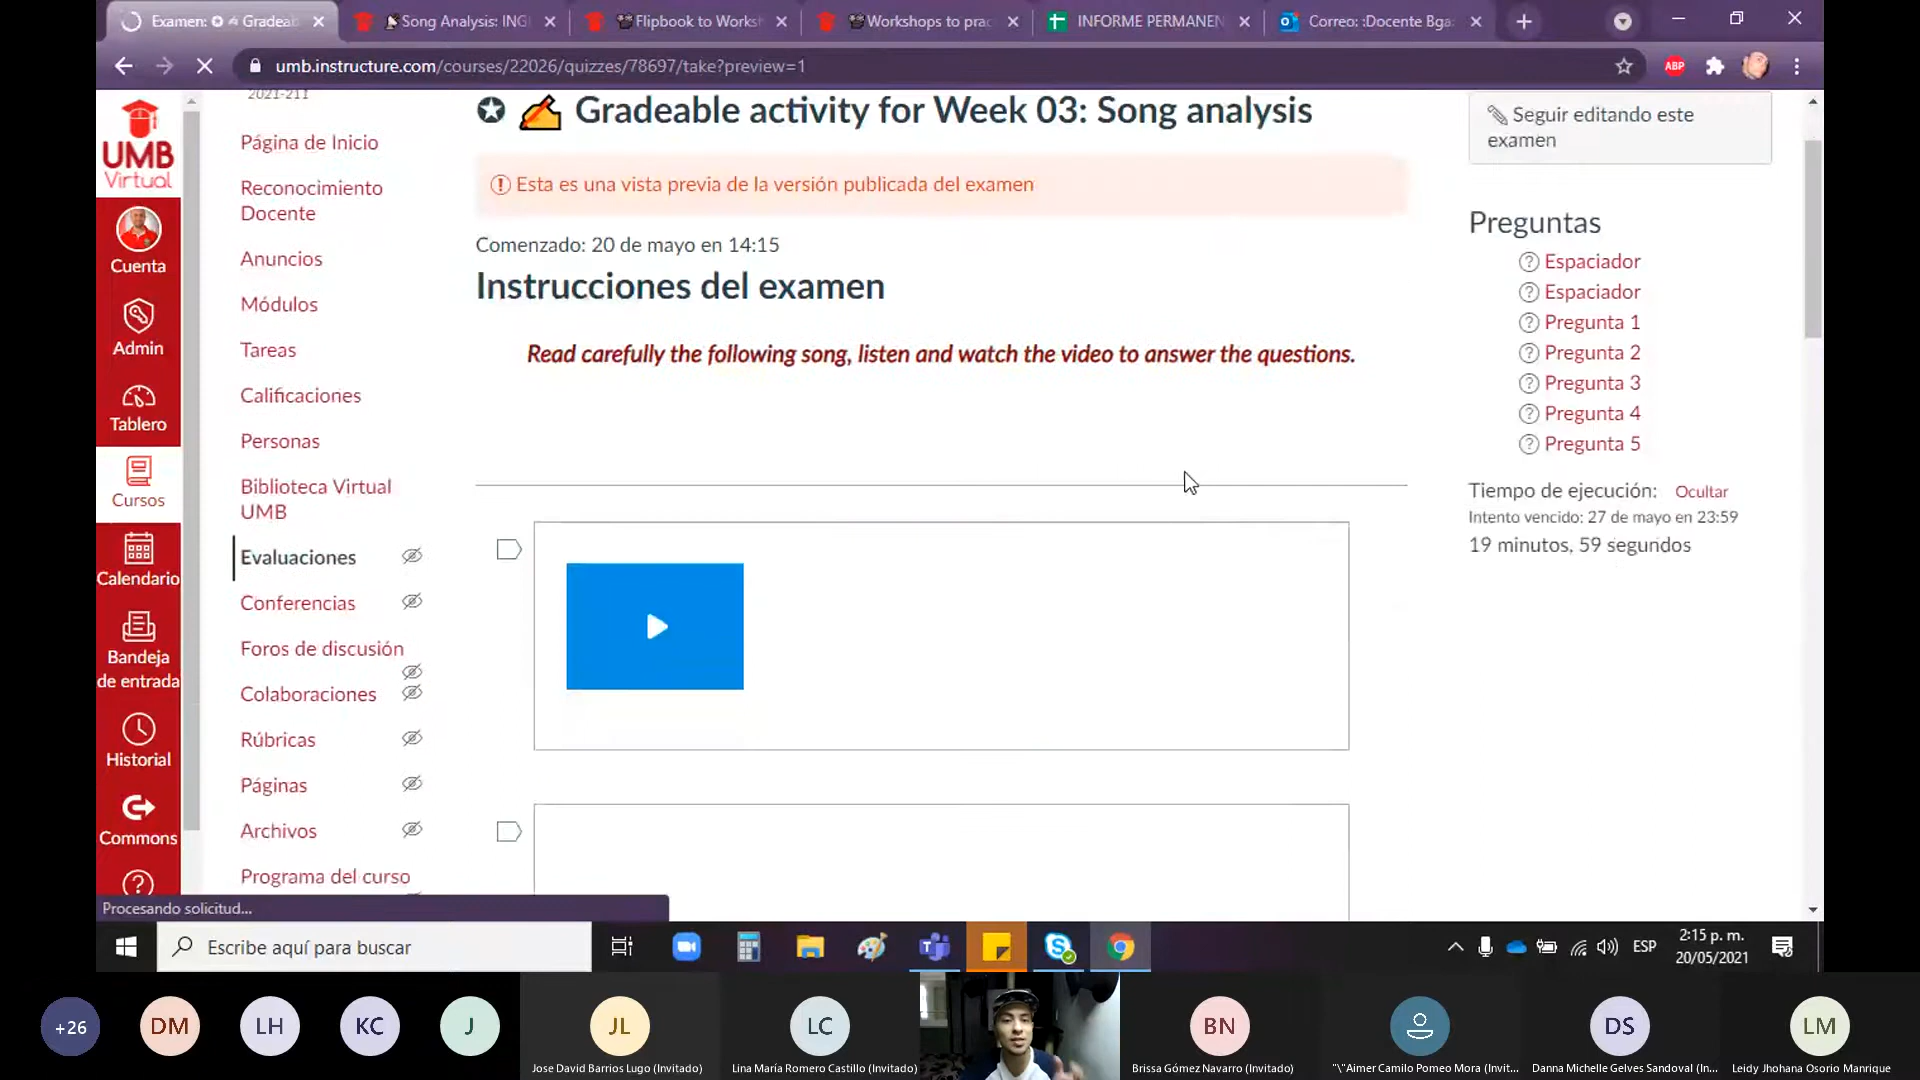 Examen: ✪ ✍ Gradeab
Song Analysis: ING
Flipbook to Worksh
Workshops to prac
INFORME PERMANEN
Correo: :Docente Bga
umb.instructure.com/courses/22026/quizzes/78697/take?preview=1
ABP
UMB
Virtual
Cuenta
Admin
Tablero
Cursos
Calendario
Bandeja
de entrada
Historial
Commons
2021-211
Página de Inicio
Reconocimiento
Docente
Anuncios
Módulos
Tareas
Calificaciones
Personas
Biblioteca Virtual
UMB
Evaluaciones
Conferencias
Foros de discusión
Colaboraciones
Rúbricas
Páginas
Archivos
Programa del curso
✪ ✍ Gradeable activity for Week 03: Song analysis
Esta es una vista previa de la versión publicada del examen
Comenzado: 20 de mayo en 14:15
Instrucciones del examen
Read carefully the following song, listen and watch the video to answer the questions.
Seguir editando este
examen
Preguntas
Espaciador
Espaciador
Pregunta 1
Pregunta 2
Pregunta 3
Pregunta 4
Pregunta 5
Tiempo de ejecución: Ocultar
Intento vencido: 27 de mayo en 23:59
19 minutos, 59 segundos
Procesando solicitud...
Escribe aquí para buscar
ESP
2:15 p. m.
20/05/2021
+26
DM
LH
KC
J
JL
LC
BN
DS
LM
Jose David Barrios Lugo (Invitado)
Lina María Romero Castillo (Invitado)
Brissa Gómez Navarro (Invitado)
"\"Aimer Camilo Pomeo Mora (Invit...
Danna Michelle Gelves Sandoval (In...
Leidy Jhohana Osorio Manrique